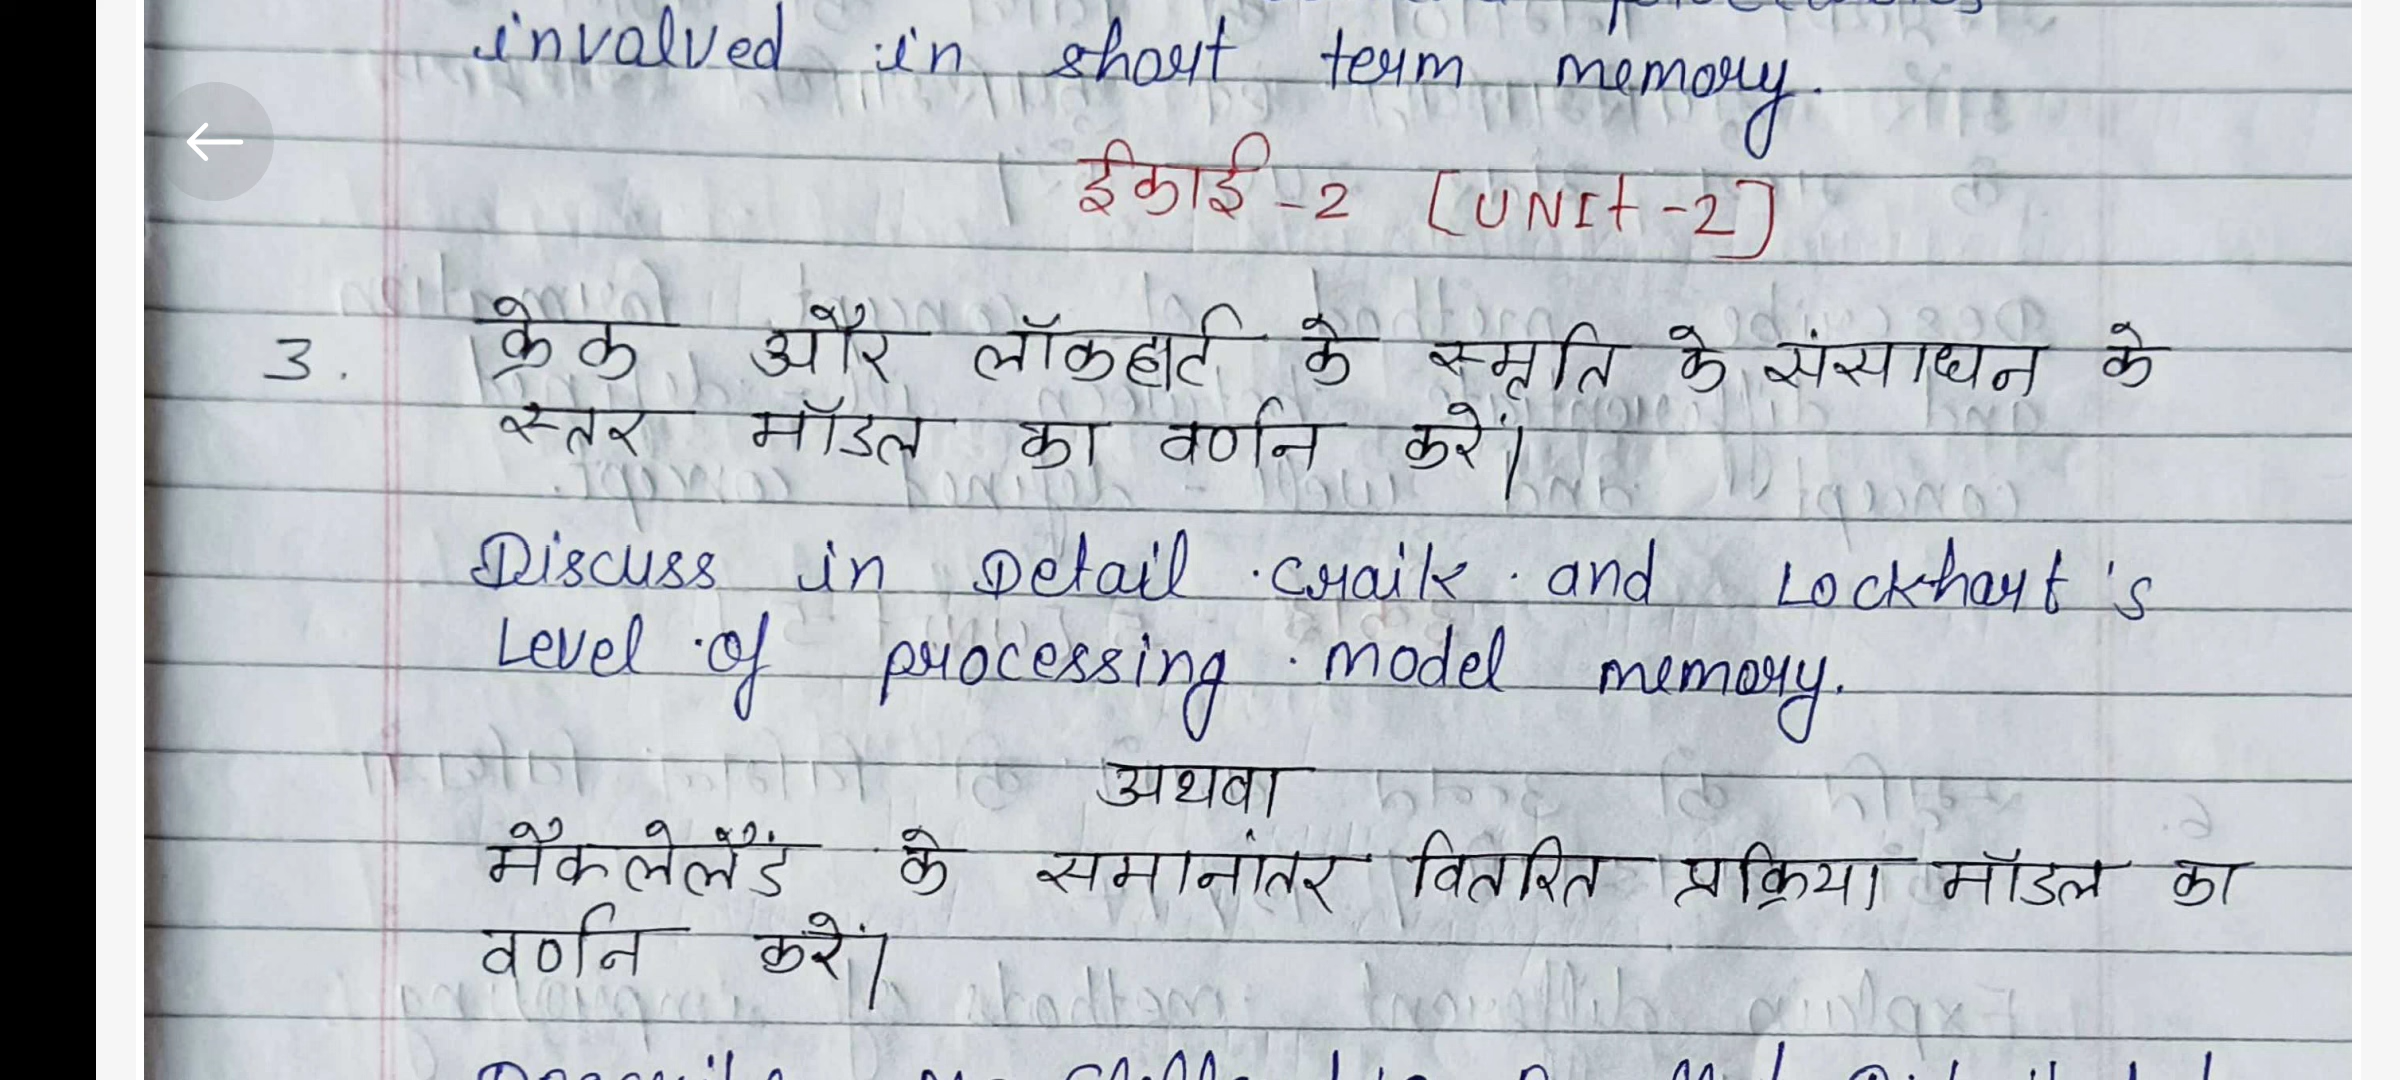 involved in short term memory.
ईकाई - 2 [UNIt - 2]
3. क्रेक और लॉकहार्ट के स्मृति के संसाधन के
स्तर मॉडल का वर्णन करें।
Discuss in Detail craik and Lockhart's
Level of processing model memory.
अथवा
मैकलेलैंड के समानांतर वितरित प्रक्रिया मॉडल का
वर्णन करें।